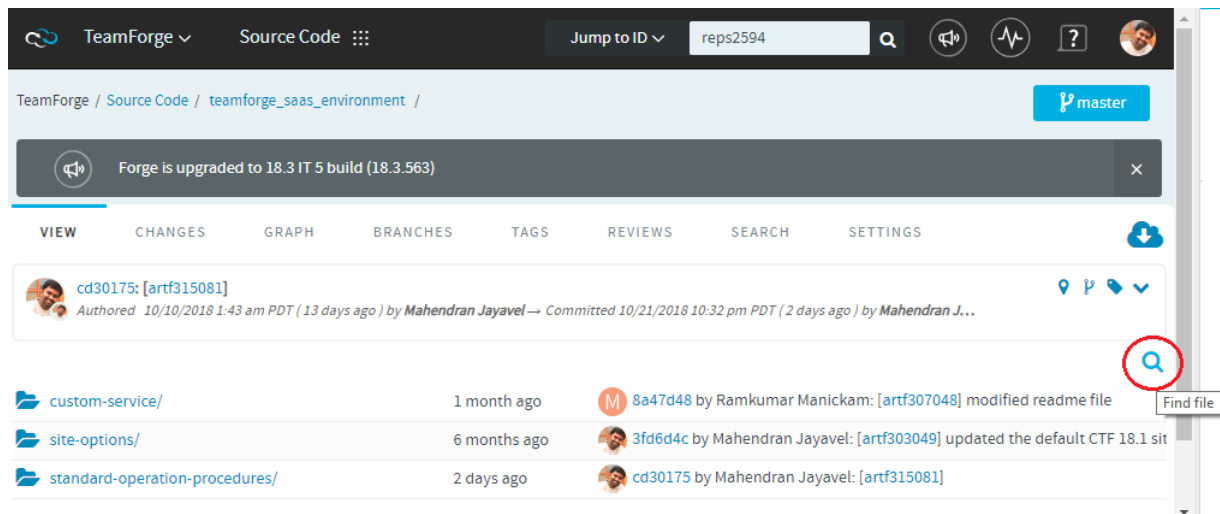 TeamForge Source Code Jump to ID reps2594 ?
TeamForge / Source Code / teamforge_saas_environment / master
Forge is upgraded to 18.3 IT 5 build (18.3.563) ×
VIEW CHANGES GRAPH BRANCHES TAGS REVIEWS SEARCH SETTINGS
cd30175: [artf315081]
Authored 10/10/2018 1:43 am PDT ( 13 days ago ) by Mahendran Jayavel → Committed 10/21/2018 10:32 pm PDT ( 2 days ago ) by Mahendran J...
custom-service/ 1 month ago M 8a47d48 by Ramkumar Manickam: [artf307048] modified readme file
Find file
site-options/ 6 months ago 3fd6d4c by Mahendran Jayavel: [artf303049] updated the default CTF 18.1 sit
standard-operation-procedures/ 2 days ago cd30175 by Mahendran Jayavel: [artf315081]